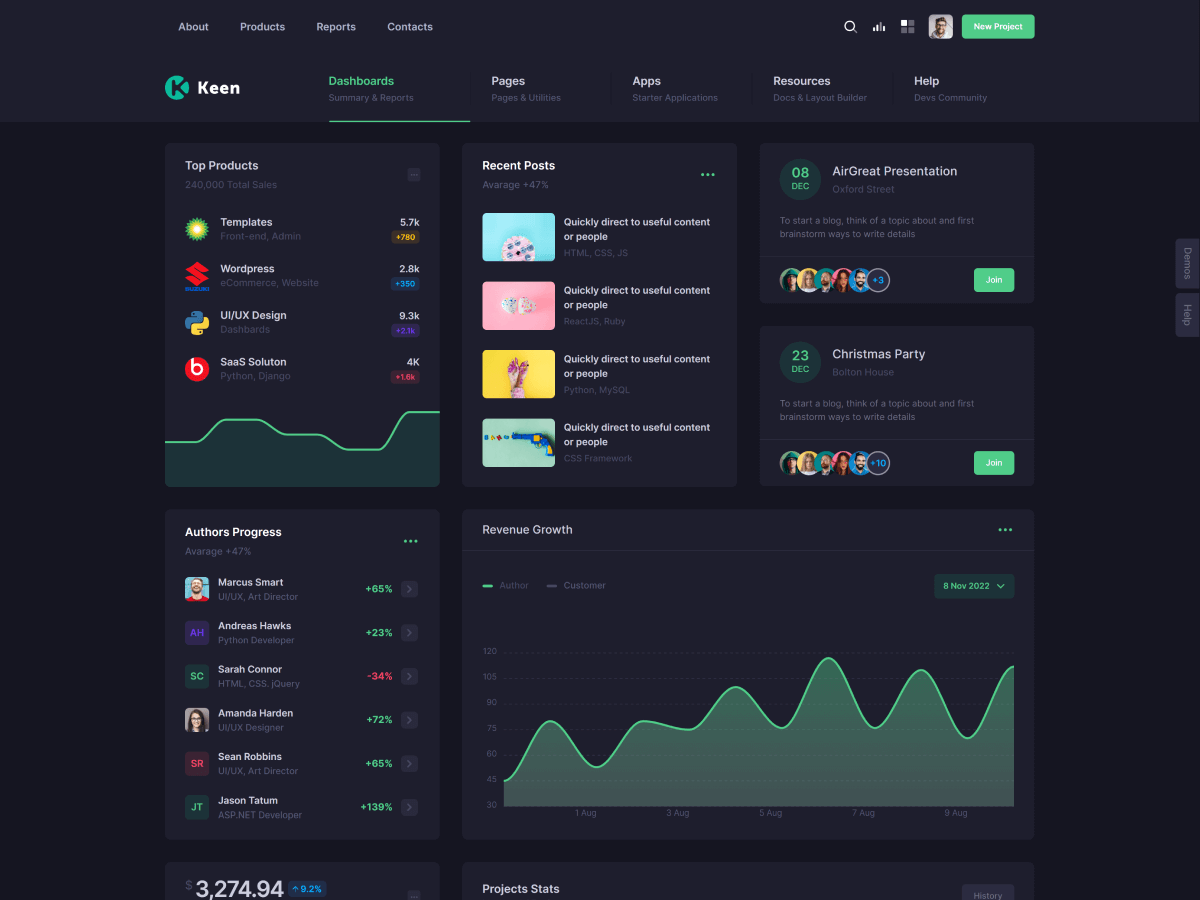 About Products Reports Contacts
New Project
Keen
Dashboards
Summary & Reports
Pages
Pages & Utilities
Apps
Starter Applications
Resources
Docs & Layout Builder
Help
Devs Community
Top Products
240,000 Total Sales
Templates 5.7k
Front-end, Admin +780
Wordpress 2.8k
eCommerce, Website +350
UI/UX Design 9.3k
Dashbards +2.1k
SaaS Soluton 4K
Python, Django +1.6k
Recent Posts
Avarage +47%
Quickly direct to useful content
or people
HTML, CSS, JS
Quickly direct to useful content
or people
ReactJS, Ruby
Quickly direct to useful content
or people
Python, MySQL
Quickly direct to useful content
or people
CSS Framework
08
DEC
AirGreat Presentation
Oxford Street
To start a blog, think of a topic about and first
brainstorm ways to write details
+3
Join
23
DEC
Christmas Party
Bolton House
To start a blog, think of a topic about and first
brainstorm ways to write details
+10
Join
Demos
Help
Authors Progress
Avarage +47%
Marcus Smart
UI/UX, Art Director
+65%
AH
Andreas Hawks
Python Developer
+23%
SC
Sarah Connor
HTML, CSS. jQuery
-34%
Amanda Harden
UI/UX Designer
+72%
SR
Sean Robbins
UI/UX, Art Director
+65%
JT
Jason Tatum
ASP.NET Developer
+139%
Revenue Growth
Author Customer
8 Nov 2022
120
105
90
75
60
45
30
1 Aug 3 Aug 5 Aug 7 Aug 9 Aug
$ 3,274.94 9.2%
Projects Stats
History